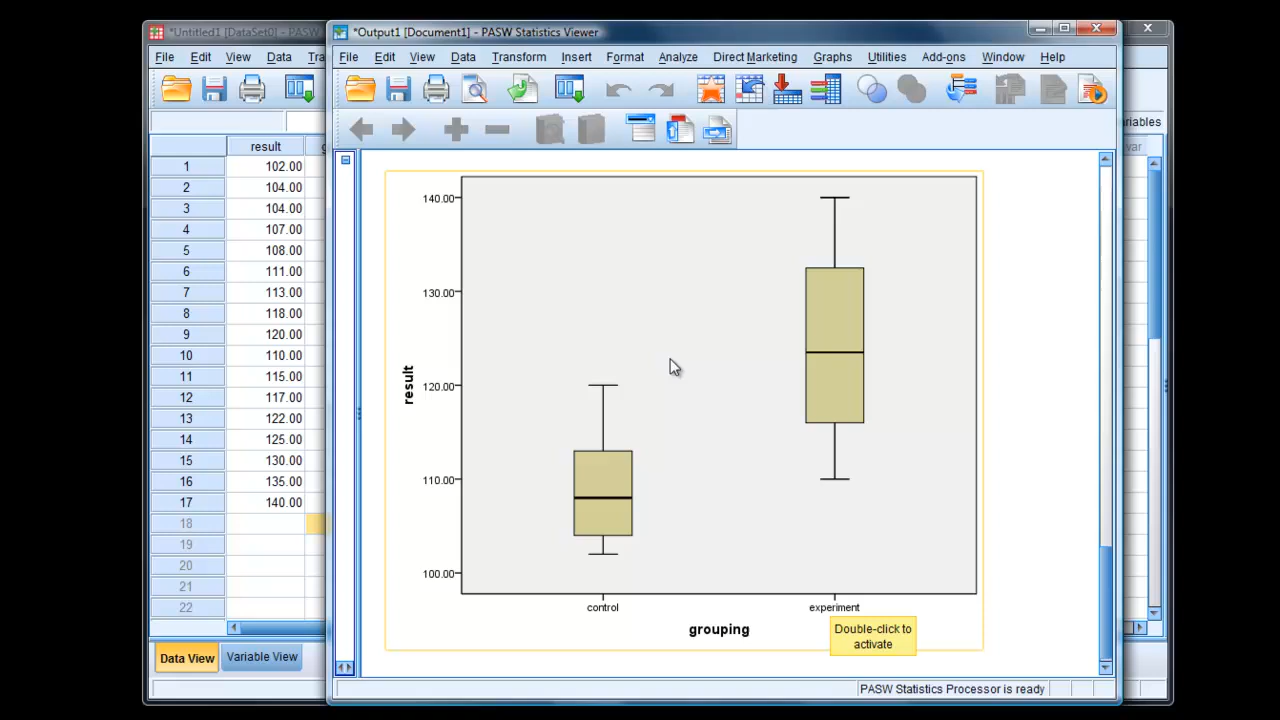 *Untitled1 [DataSet0] - PASW
*Output1 [Document1] - PASW Statistics Viewer
File Edit View Data
File Edit View Data Transform Insert Format Analyze Direct Marketing Graphs Utilities Add-ons Window Help
result
1 102.00
2 104.00
3 104.00
4 107.00
5 108.00
6 111.00
7 113.00
8 118.00
9 120.00
10 110.00
11 115.00
12 117.00
13 122.00
14 125.00
15 130.00
16 135.00
17 140.00
18
19
20
21
22
Data View Variable View
140.00
130.00
120.00
110.00
100.00
result
control experiment
grouping
Double-click to
activate
PASW Statistics Processor is ready